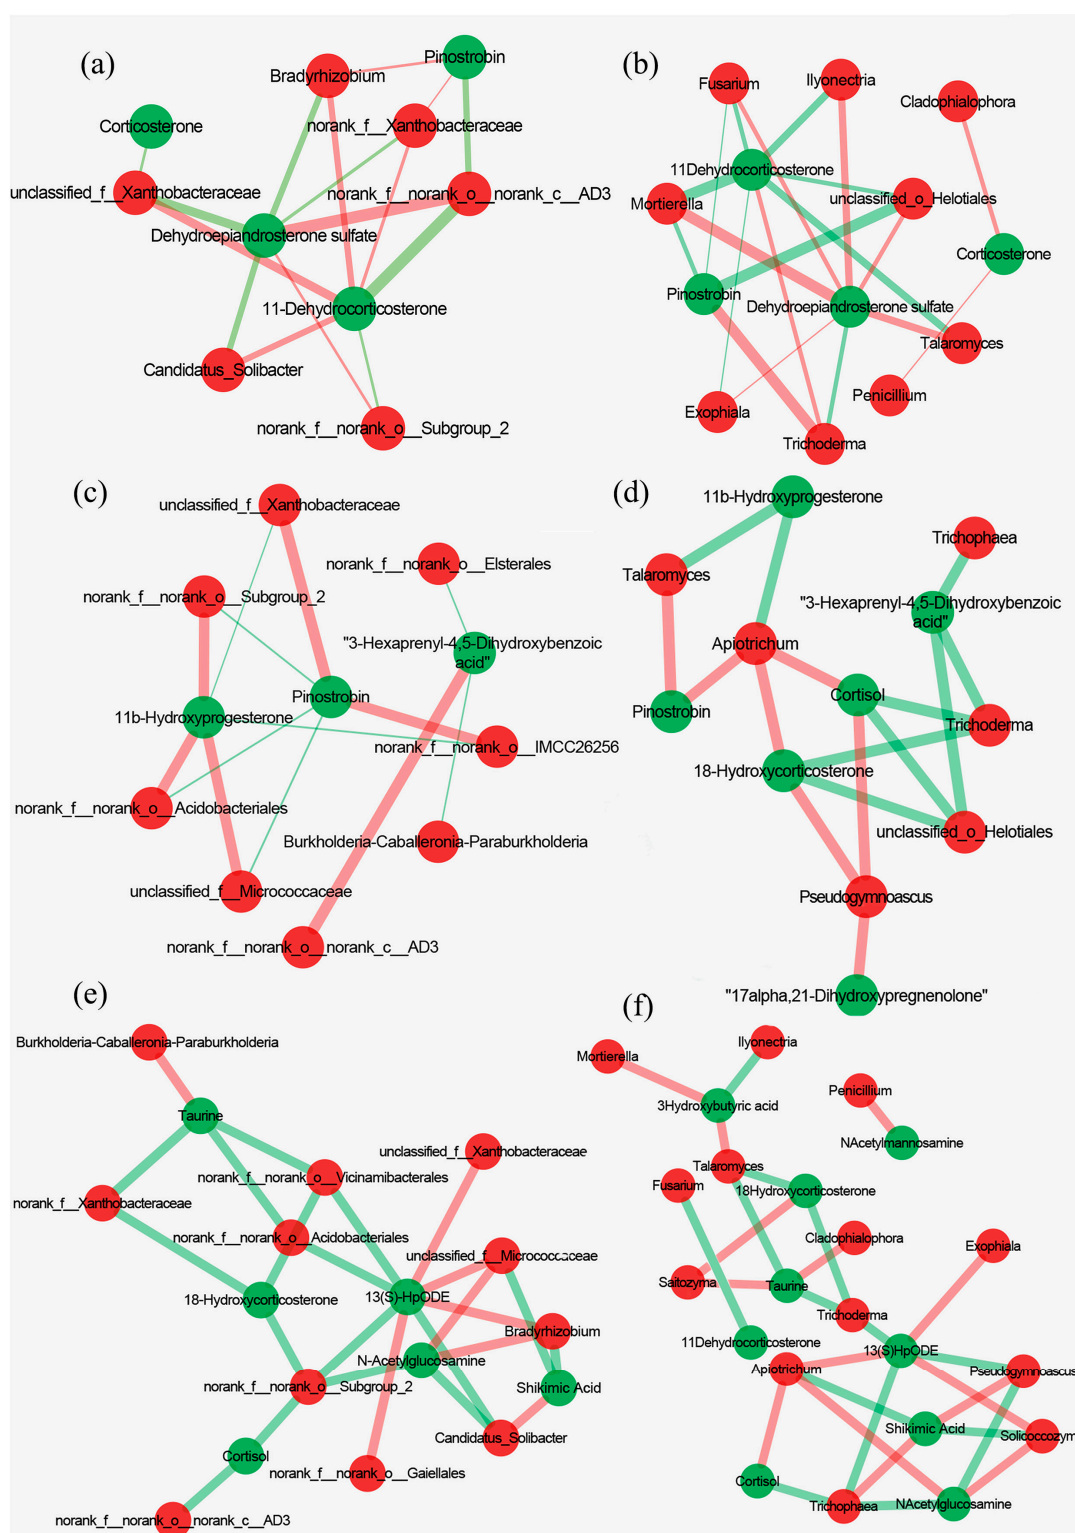 (a)
Pinostrobin
Bradyrhizobium
Corticosterone
norank_f__Xanthobacteraceae
unclassified_f__Xanthobacteraceae
norank_f__norank_o__norank_c__AD3
Dehydroepiandrosterone sulfate
11-Dehydrocorticosterone
Candidatus_Solibacter
norank_f__norank_o__Subgroup_2
(b)
Fusarium
Ilyonectria
Cladophialophora
11Dehydrocorticosterone
Mortierella
unclassified_o_Helotiales
Corticosterone
Pinostrobin
Dehydroepiandrosterone sulfate
Talaromyces
Penicillium
Exophiala
Trichoderma
(c)
unclassified_f__Xanthobacteraceae
norank_f__norank_o__Elsterales
norank_f__norank_o__Subgroup_2
"3-Hexaprenyl-4,5-Dihydroxybenzoic
acid"
Pinostrobin
11b-Hydroxyprogesterone
norank_f__norank_o__IMCC26256
norank_f__norank_o__Acidobacteriales
Burkholderia-Caballeronia-Paraburkholderia
unclassified_f__Micrococcaceae
norank_f__norank_o__norank_c__AD3
(d)
11b-Hydroxyprogesterone
Trichophaea
Talaromyces
"3-Hexaprenyl-4,5-Dihydroxybenzoic
acid"
Apiotrichum
Cortisol
Pinostrobin
Trichoderma
18-Hydroxycorticosterone
unclassified_o_Helotiales
Pseudogymnoascus
"17alpha,21-Dihydroxypregnenolone"
(e)
Burkholderia-Caballeronia-Paraburkholderia
Taurine
unclassified_f__Xanthobacteraceae
norank_f__norank_o__Vicinamibacterales
norank_f__Xanthobacteraceae
norank_f__norank_o__Acidobacteriales
unclassified_f__Micrococcaceae
18-Hydroxycorticosterone
13(S)-HpODE
Bradyrhizobium
N-Acetylglucosamine
norank_f__norank_o__Subgroup_2
Shikimic Acid
Candidatus_Solibacter
Cortisol
norank_f__norank_o__Gaiellales
norank_f__norank_o__norank_c__AD3
(f)
Ilyonectria
Mortierella
Penicillium
3Hydroxybutyric acid
NAcetylmannosamine
Talaromyces
Fusarium
18Hydroxycorticosterone
Cladophialophora
Exophiala
Saitozyma
Taurine
Trichoderma
11Dehydrocorticosterone
13(S)HpODE
Apiotrichum
Pseudogymnoascus
Shikimic Acid
Solicoccozym
Cortisol
Trichophaea
NAcetylglucosamine